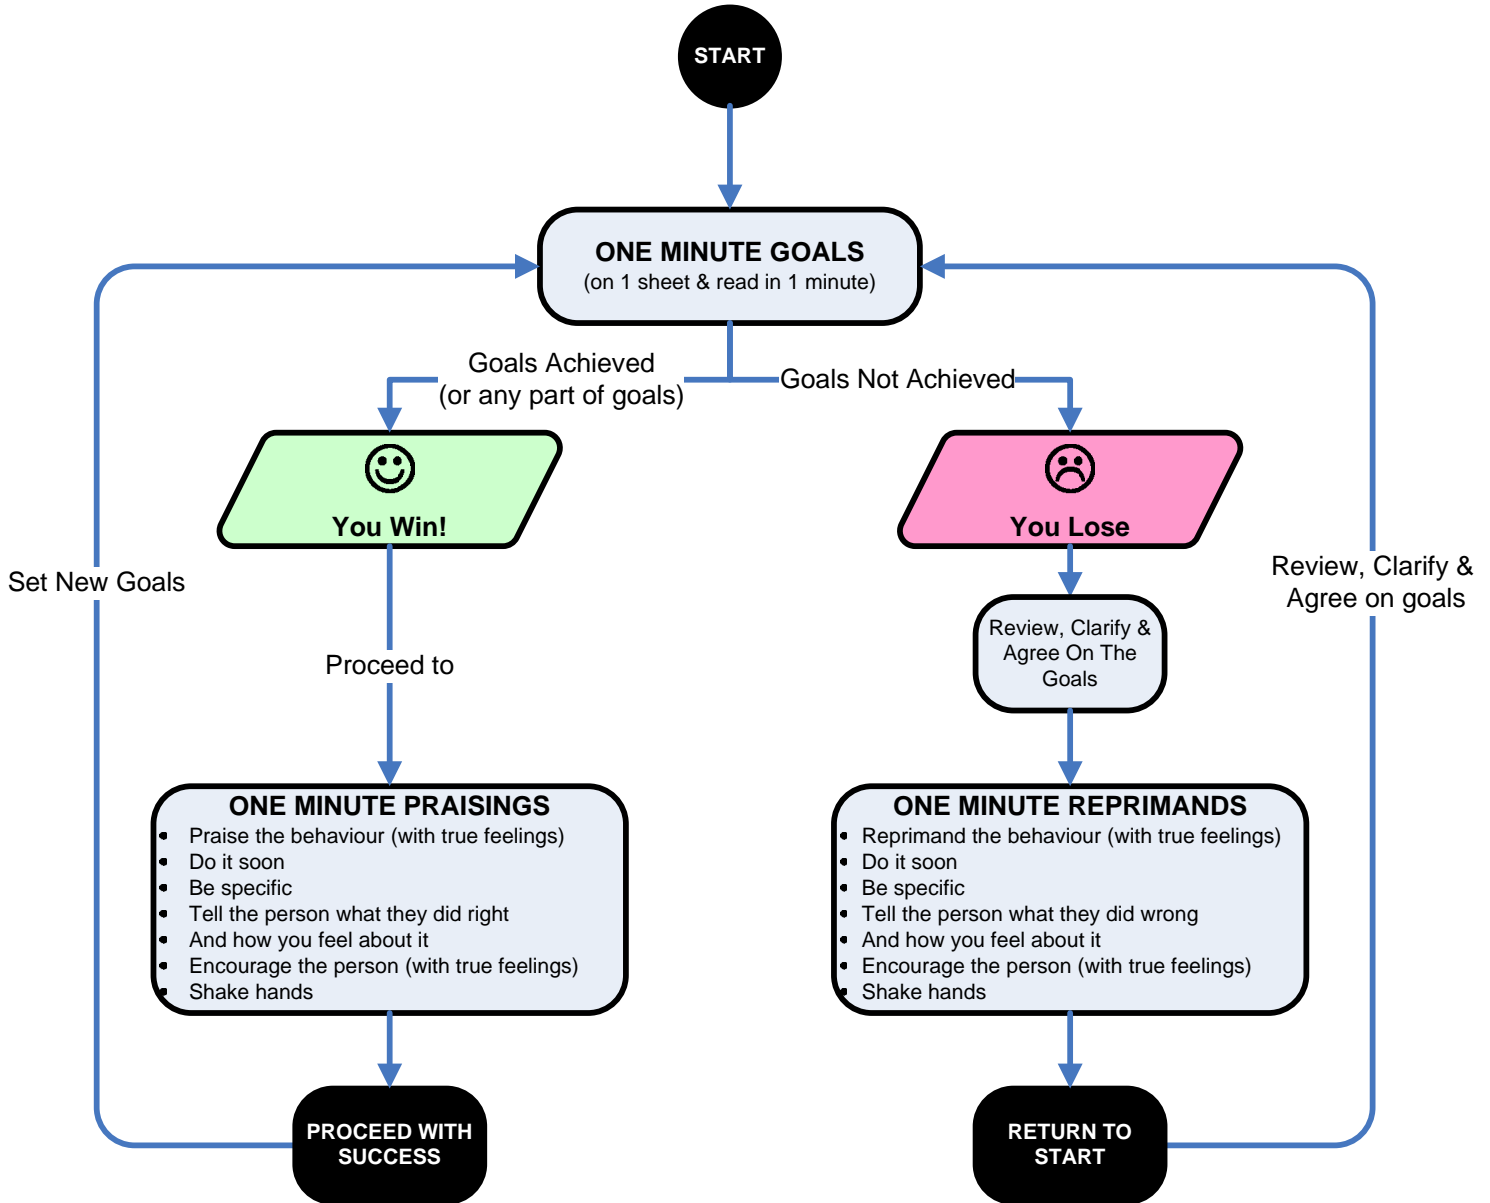 START
ONE MINUTE GOALS
(on 1 sheet & read in 1 minute)
Goals Achieved
(or any part of goals)
Goals Not Achieved
You Win!
You Lose
Set New Goals
Review, Clarify &
Agree on goals
Review, Clarify &
Agree On The
Goals
Proceed to
ONE MINUTE PRAISINGS
• Praise the behaviour (with true feelings)
• Do it soon
• Be specific
• Tell the person what they did right
• And how you feel about it
• Encourage the person (with true feelings)
• Shake hands
ONE MINUTE REPRIMANDS
• Reprimand the behaviour (with true feelings)
• Do it soon
• Be specific
• Tell the person what they did wrong
• And how you feel about it
• Encourage the person (with true feelings)
• Shake hands
PROCEED WITH
SUCCESS
RETURN TO
START